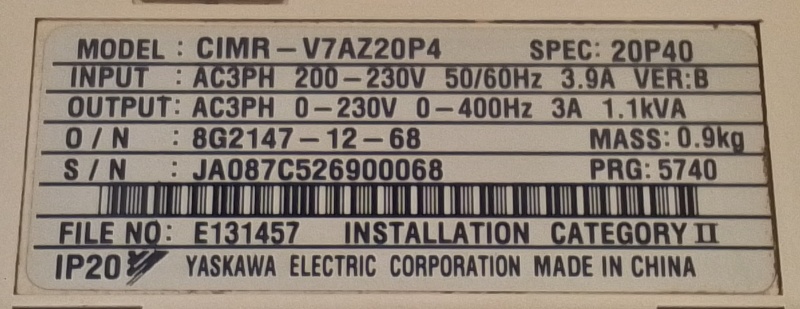 MODEL : CIMR-V7AZ20P4 SPEC: 20P40
INPUT : AC3PH 200-230V 50/60Hz 3.9A VER:B
OUTPUT: AC3PH 0-230V 0-400Hz 3A 1.1kVA
O/N : 8G2147-12-68 MASS: 0.9kg
S/N : JA087C526900068 PRG: 5740
FILE NO: E131457 INSTALLATION CATEGORY II
IP20 YASKAWA ELECTRIC CORPORATION MADE IN CHINA